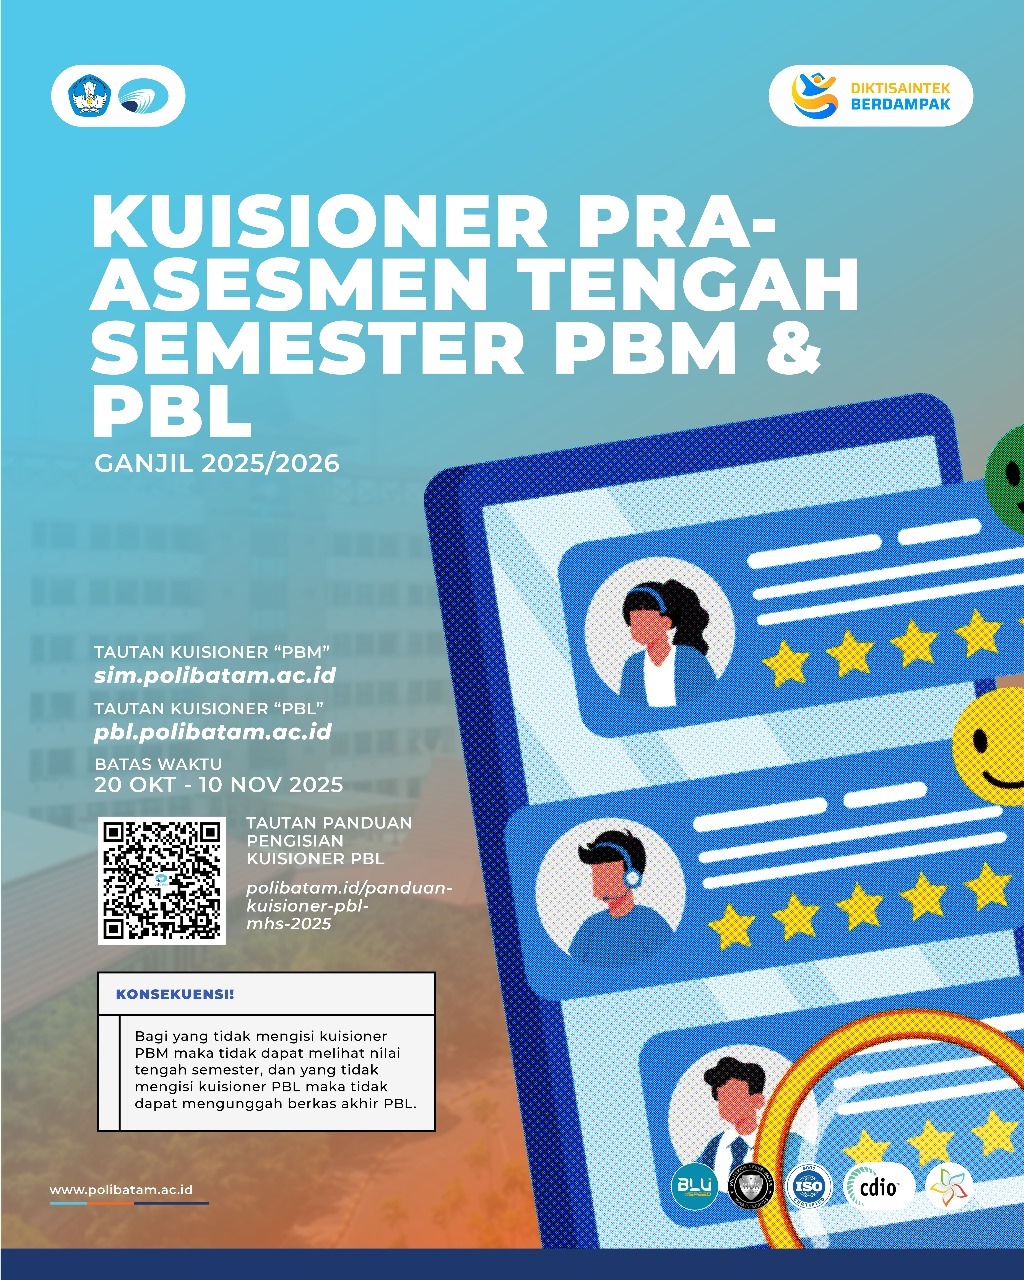 DIKTISAINTEK
BERDAMPAK
KUISIONER PRA-
ASESMEN TENGAH
SEMESTER PBM &
PBL
GANJIL 2025/2026
TAUTAN KUISIONER “PBM”
sim.polibatam.ac.id
TAUTAN KUISIONER “PBL”
pbl.polibatam.ac.id
BATAS WAKTU
20 OKT - 10 NOV 2025
TAUTAN PANDUAN
PENGISIAN
KUISIONER PBL
polibatam.id/panduan-
kuisioner-pbl-
mhs-2025
KONSEKUENSI!
Bagi yang tidak mengisi kuisioner
PBM maka tidak dapat melihat nilai
tengah semester, dan yang tidak
mengisi kuisioner PBL maka tidak
dapat mengunggah berkas akhir PBL.
www.polibatam.ac.id
BLU
ISO
cdio